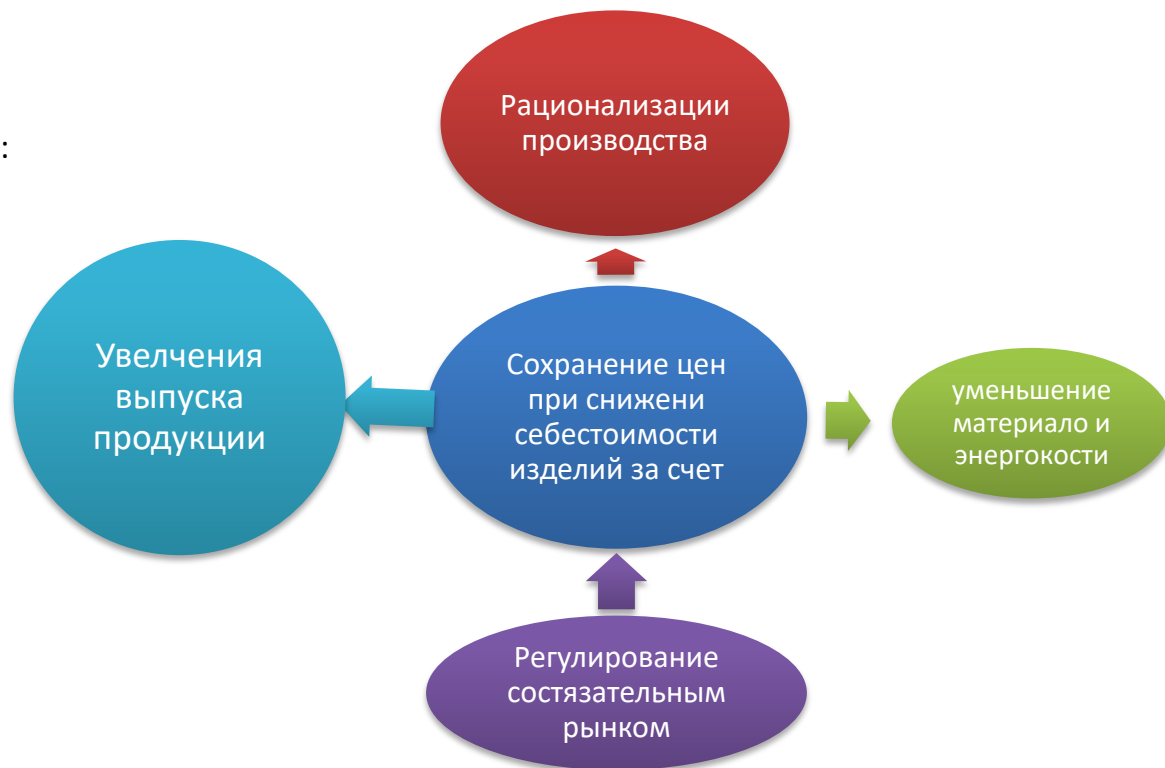 Рационализации
производства
:
Увелчения
выпуска
продукции
Сохранение цен
при снижени
себестоимости
изделий за счет
уменьшение
материало и
энергокости
Регулирование
состязательным
рынком